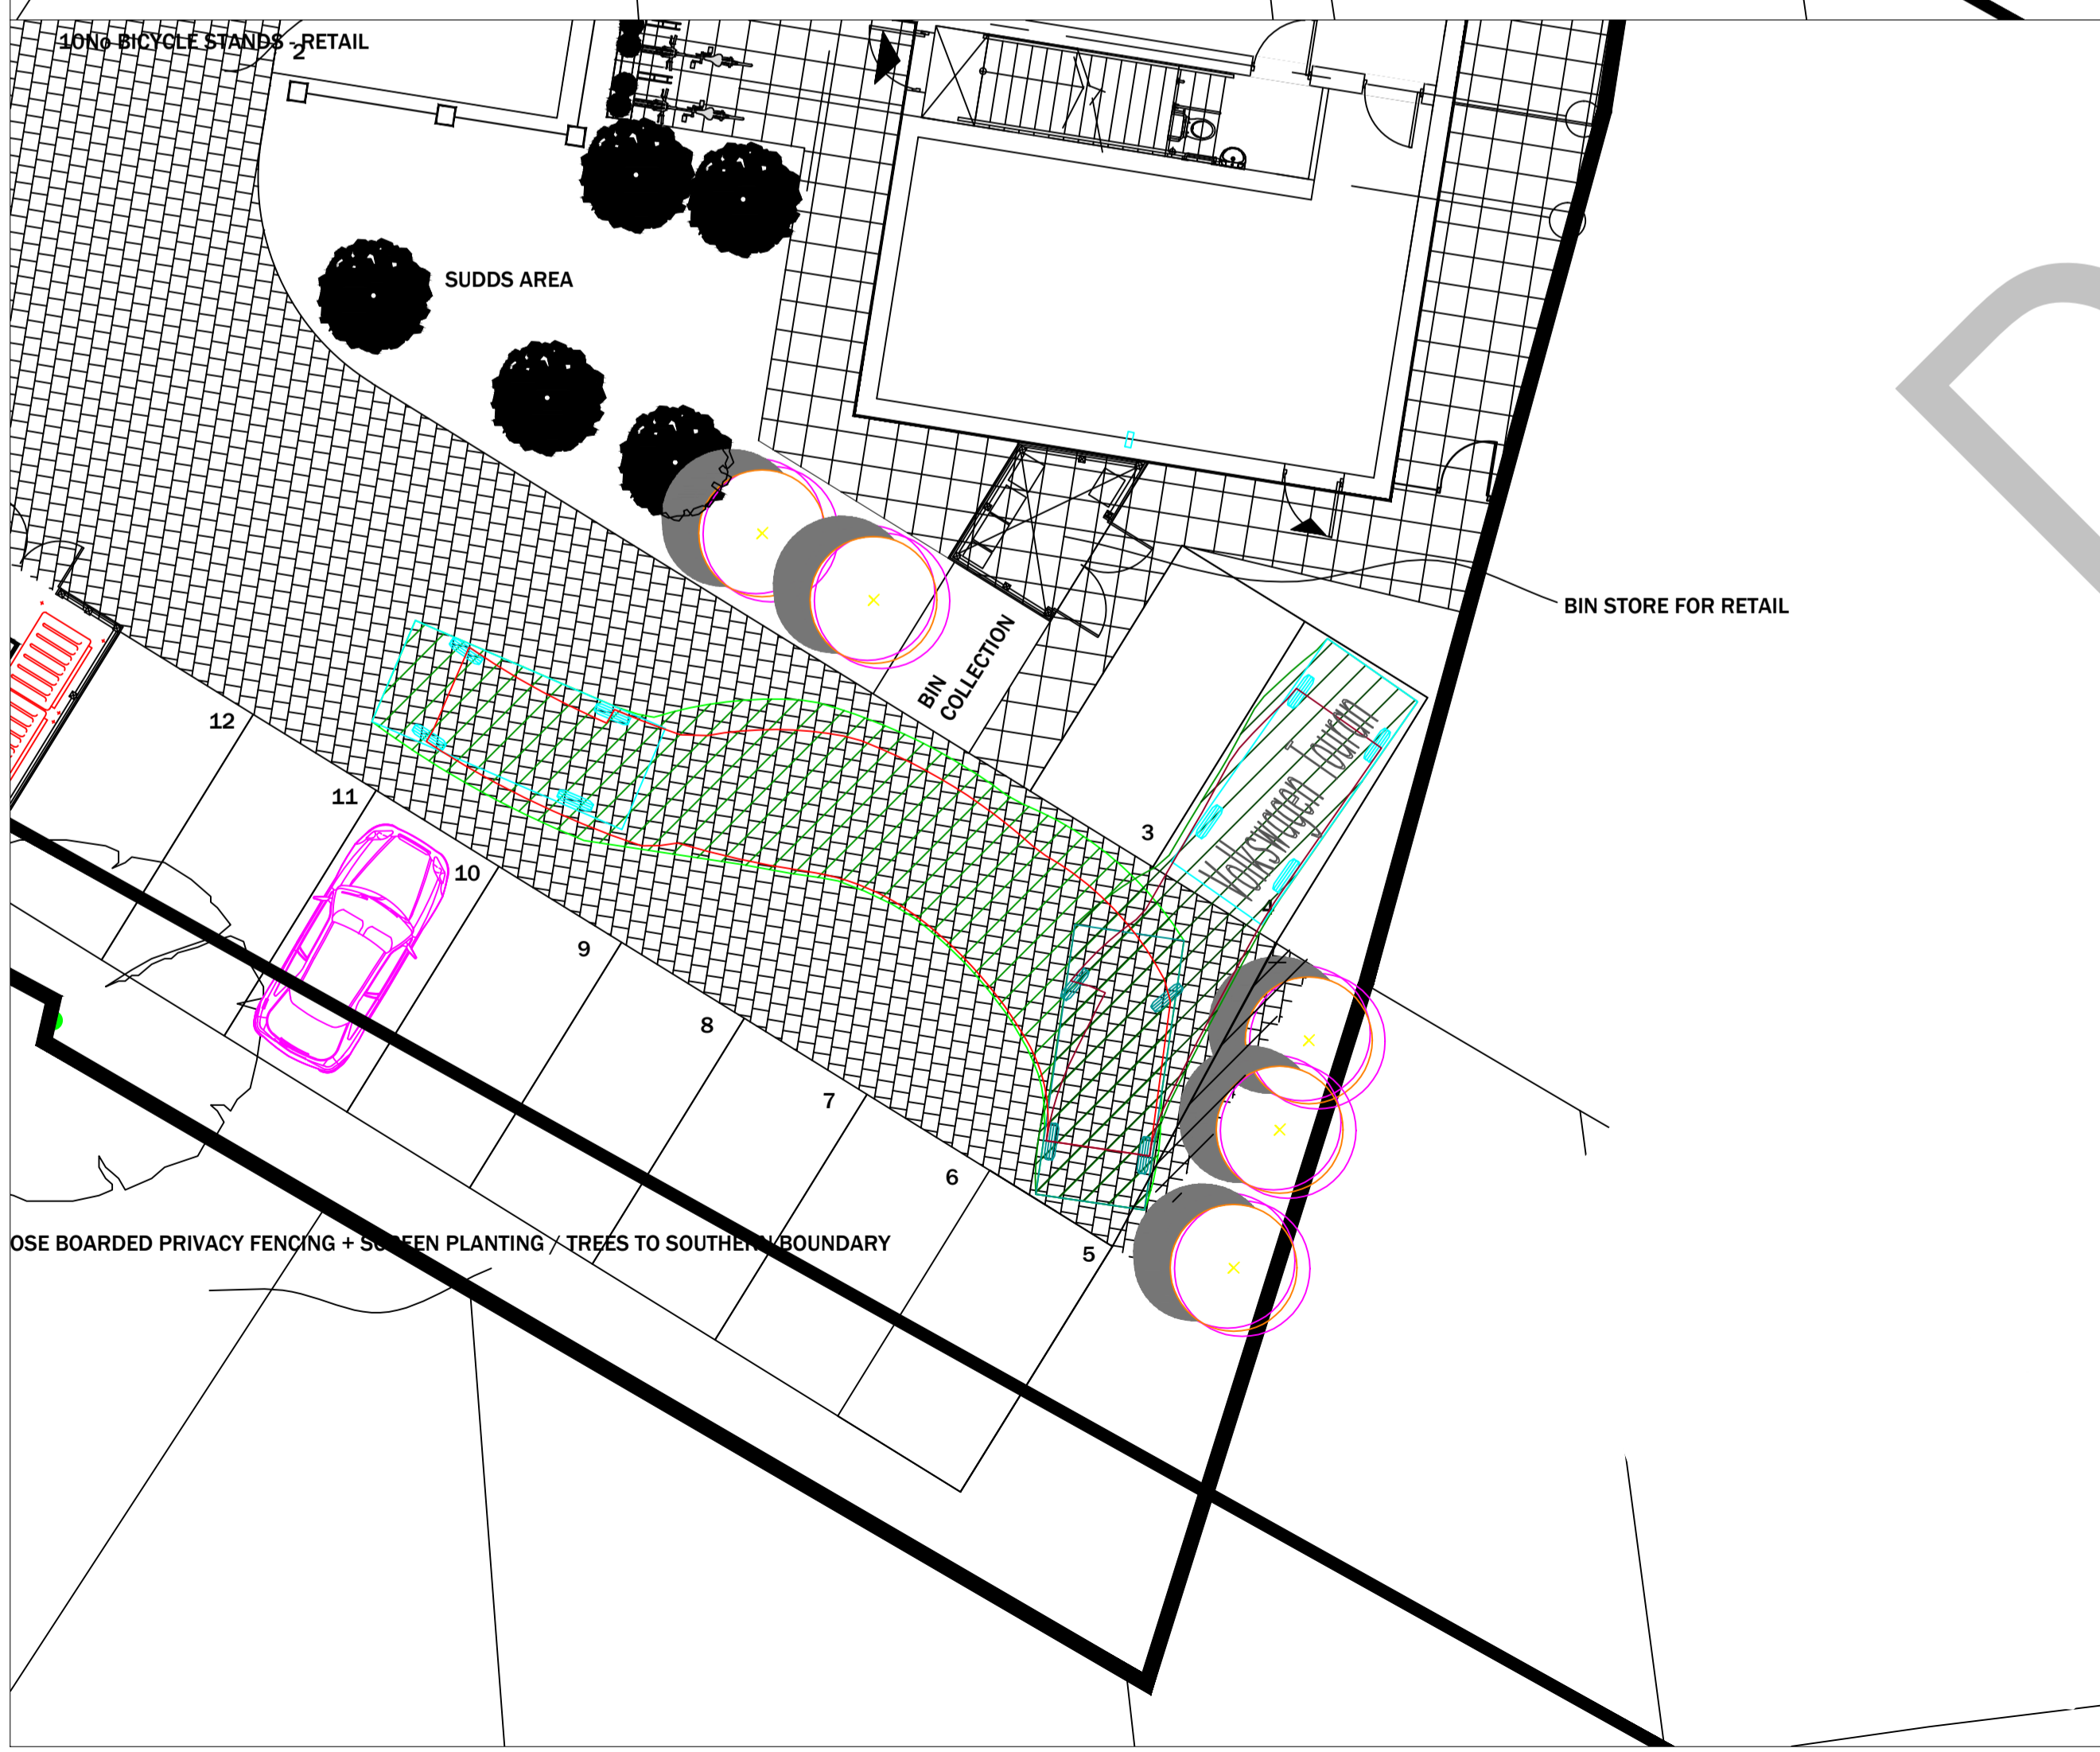 10No BICYCLE STANDS - RETAIL
2
SUDDS AREA
BIN STORE FOR RETAIL
BIN
COLLECTION
Volkswagen Touran
12
11
10
9
8
7
6
5
3
4
OSE BOARDED PRIVACY FENCING + SCREEN PLANTING / TREES TO SOUTHERN BOUNDARY